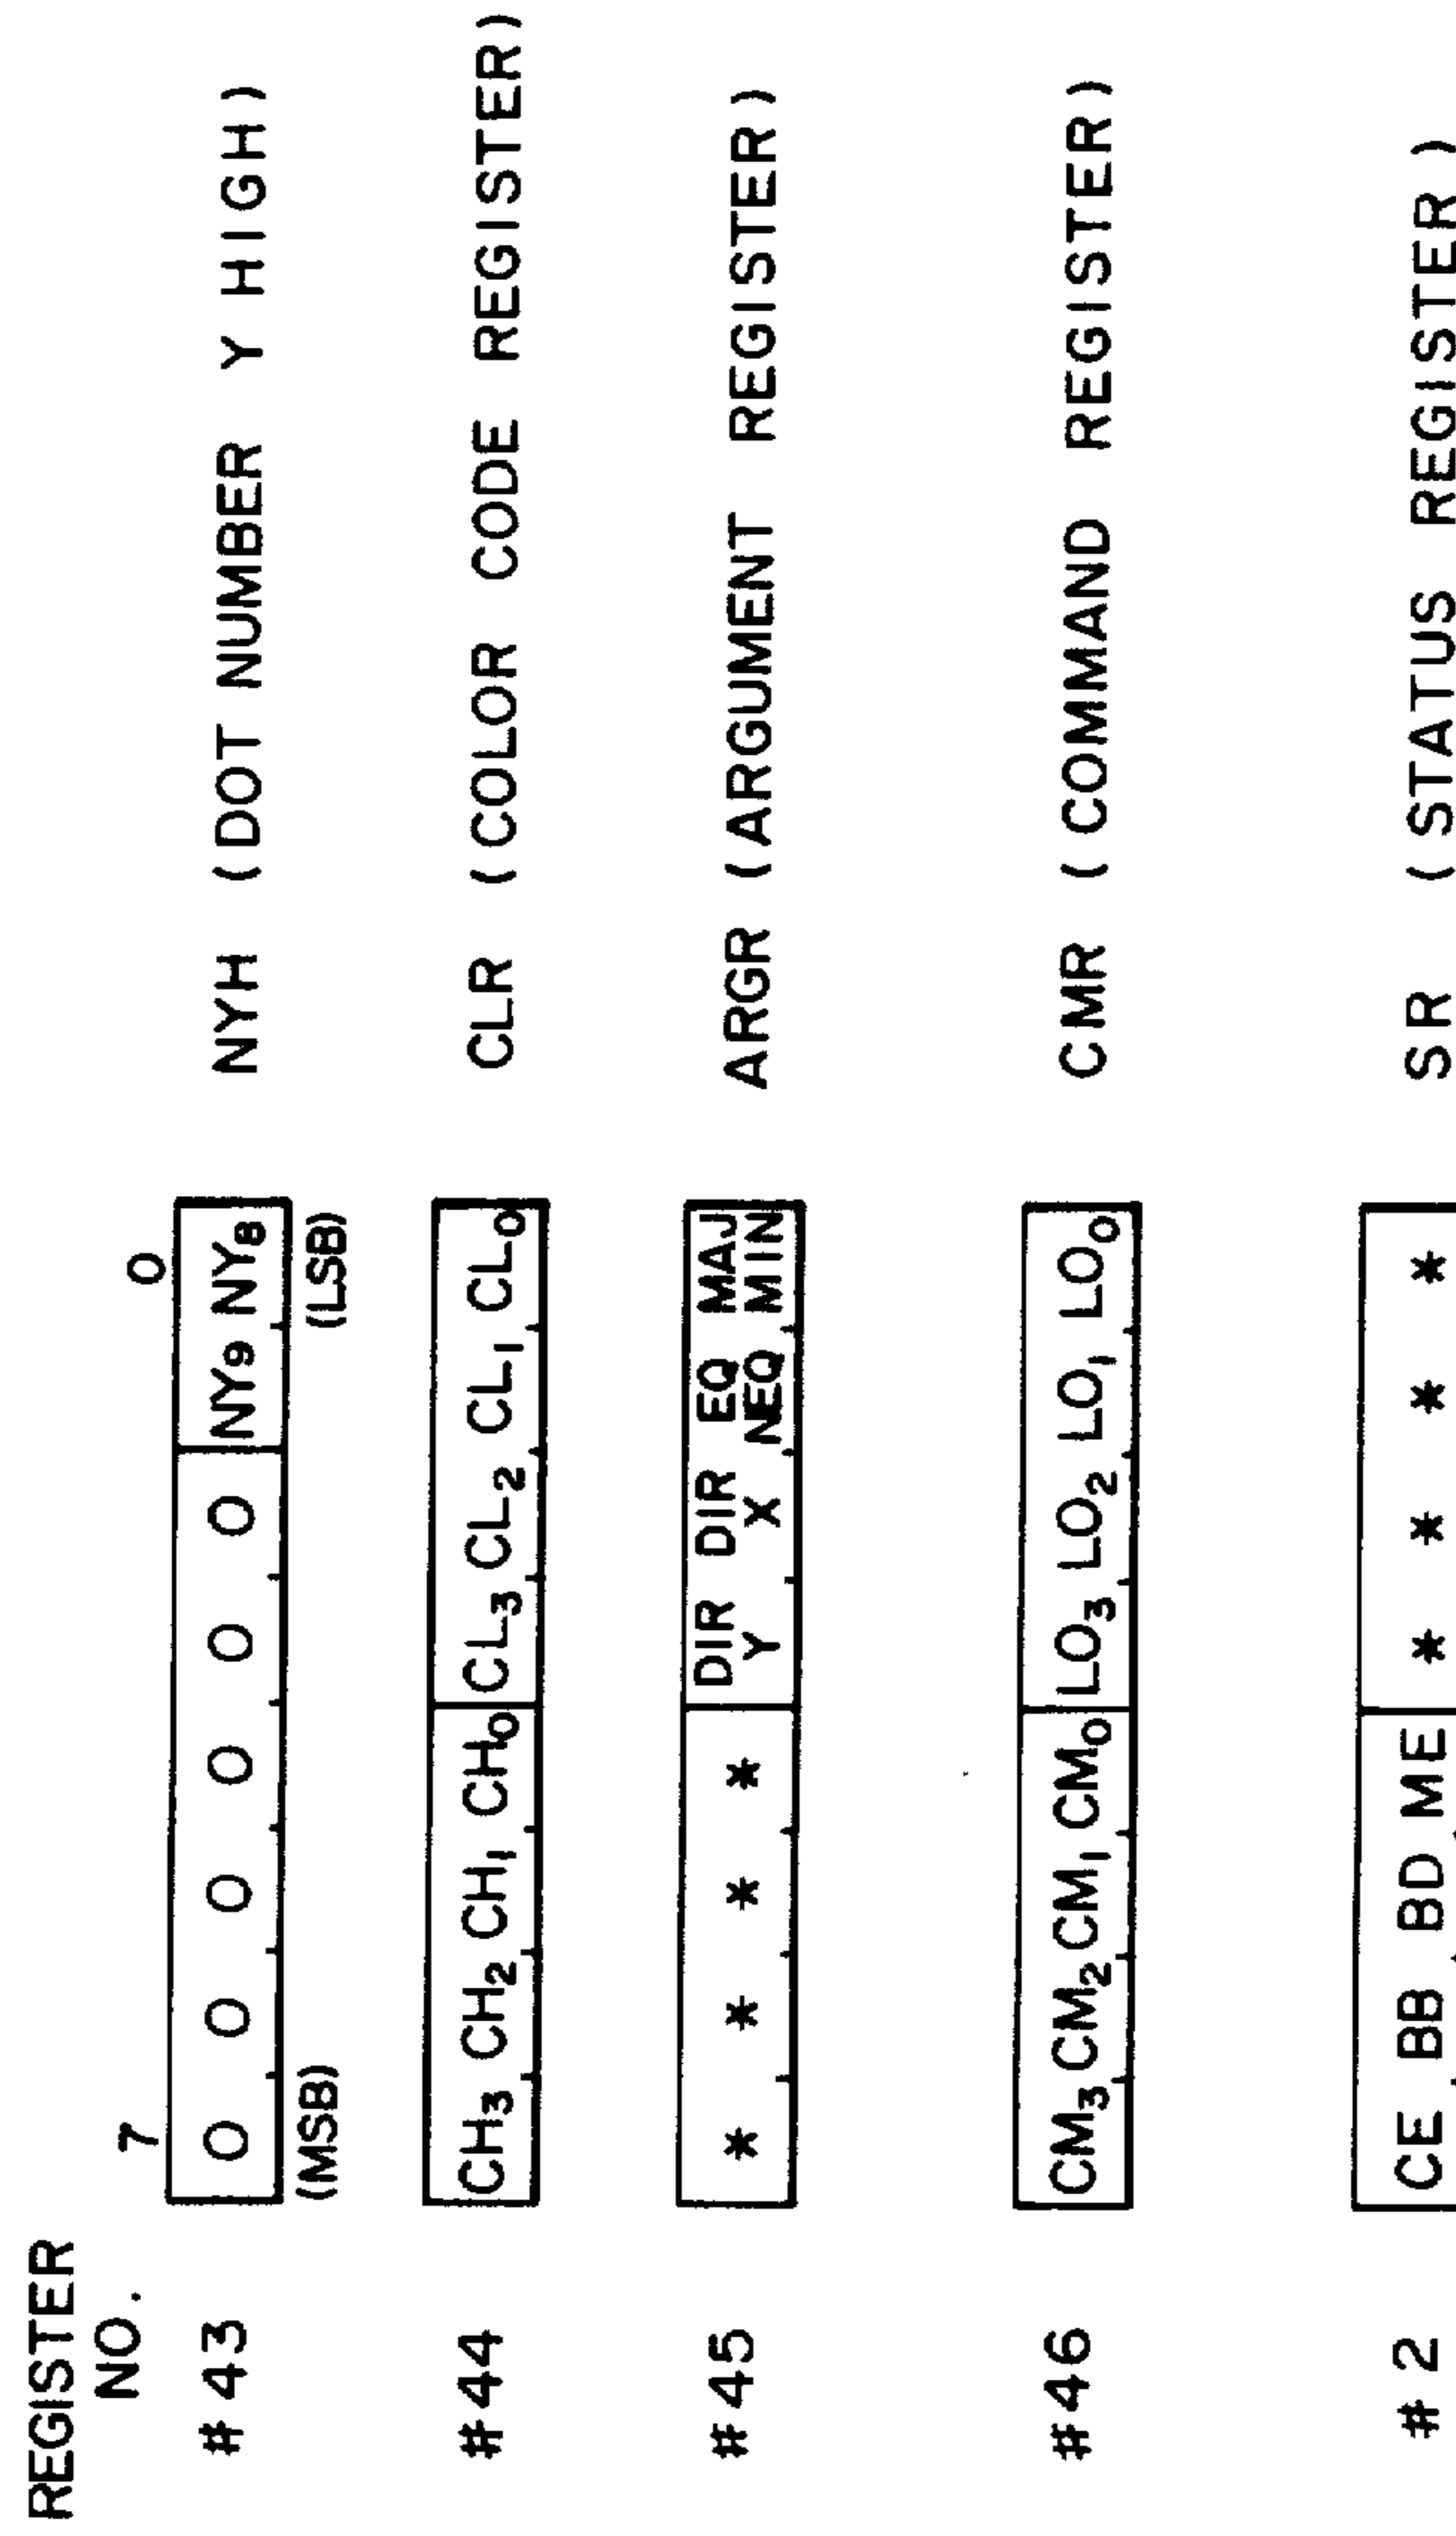 REGISTER
NO.
7 0
#43 0 0 0 0 0 0 NY9 NY8 NYH (DOT NUMBER Y HIGH)
(MSB) (LSB)
#44 CH3 CH2 CH1 CH0 CL3 CL2 CL1 CL0 CLR (COLOR CODE REGISTER)
#45 * * * * DIR Y DIR X EQ NEQ MAJ MIN ARGR (ARGUMENT REGISTER)
#46 CM3 CM2 CM1 CM0 LO3 LO2 LO1 LO0 CMR (COMMAND REGISTER)
#2 CE BB BD ME * * * * SR (STATUS REGISTER)